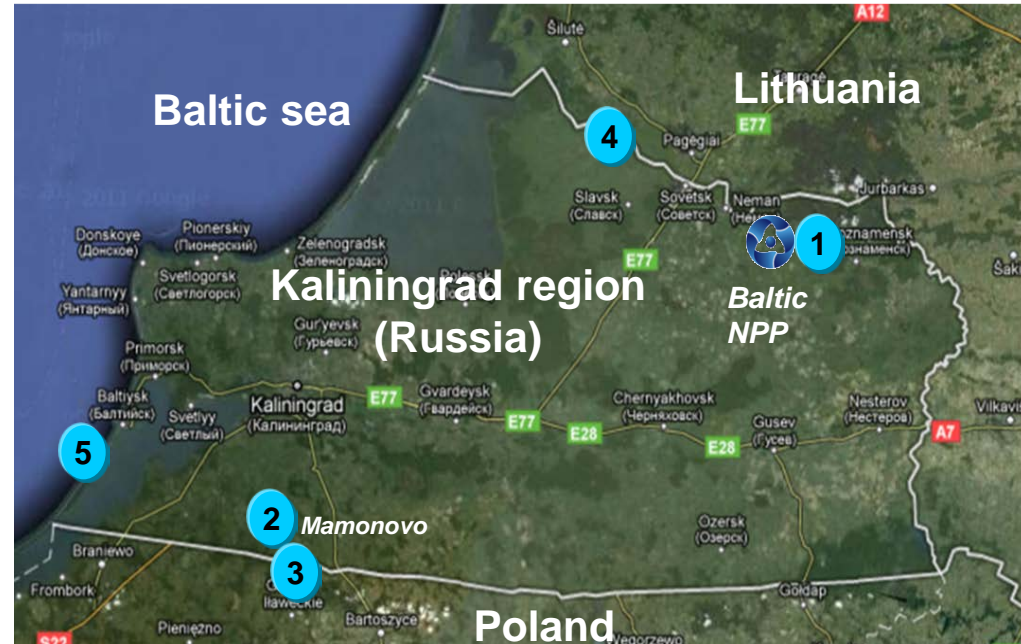 A12
Šilutė
Baltic sea
Lithuania
E77
4
Pagėgiai
Jurbarkas
Slavsk
(Славск)
Sovetsk
(Советск)
Neman
1
Pionerskiy
(Пионерский)
Donskoye
(Донское)
Zelenogradsk
(Зеленоградск)
E77
Svetlogorsk
(Светлогорск)
Kaliningrad region
(Russia)
Baltic
NPP
Yantarnyy
(Янтарный)
Gur'yevsk
(Гурьевск)
Primorsk
(Приморск)
Baltiysk
(Балтийск)
Svetlyy
(Светлый)
Kaliningrad
(Калининград)
E77
Gvardeysk
(Гвардейск)
E77
E28
Chernyakhovsk
(Черняховск)
E28
Gusev
(Гусев)
Nesterov
(Нестеров)
A7
5
2
Mamonovo
Ozersk
(Озерск)
Braniewo
3
Frombork
Iławeckie
Bartoszyce
Gołdap
Pieniężno
Poland
Węgorzewo
S22